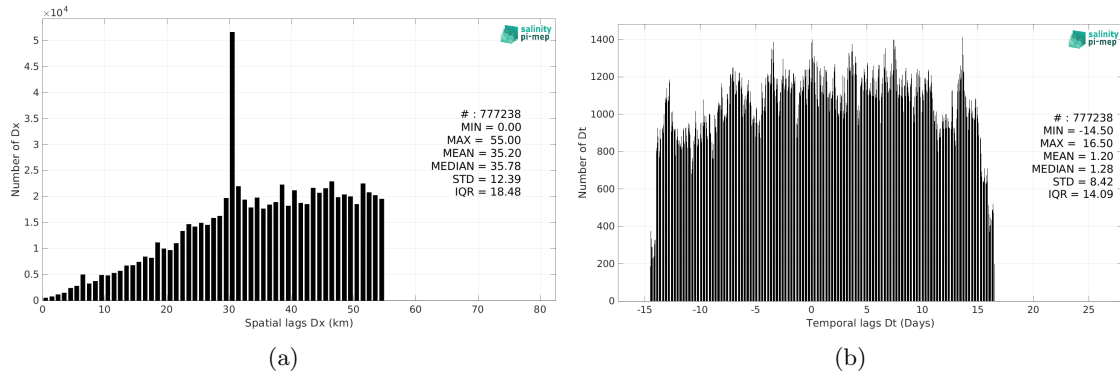 ×10⁴
5
4.5
4
3.5
3
2.5
2
1.5
1
0.5
0
Number of Dx
0 10 20 30 40 50 60 70 80
Spatial lags Dx (km)
salinity
pi-mep
# : 777238
MIN = 0.00
MAX = 55.00
MEAN = 35.20
MEDIAN = 35.78
STD = 12.39
IQR = 18.48
(a)
1400
1200
1000
800
600
400
200
0
Number of Dt
-15 -10 -5 0 5 10 15 20 25
Temporal lags Dt (Days)
salinity
pi-mep
# : 777238
MIN = -14.50
MAX = 16.50
MEAN = 1.20
MEDIAN = 1.28
STD = 8.42
IQR = 14.09
(b)